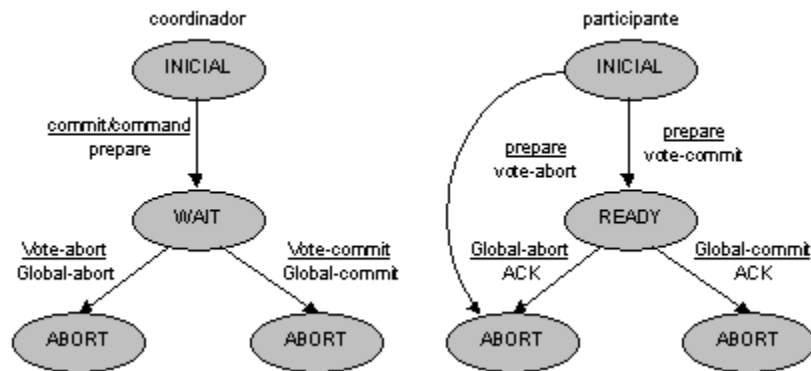 coordinador
INICIAL
commit/command
prepare
WAIT
Vote-abort
Global-abort
Vote-commit
Global-commit
ABORT
ABORT
participante
INICIAL
prepare
vote-abort
prepare
vote-commit
READY
Global-abort
ACK
Global-commit
ACK
ABORT
ABORT